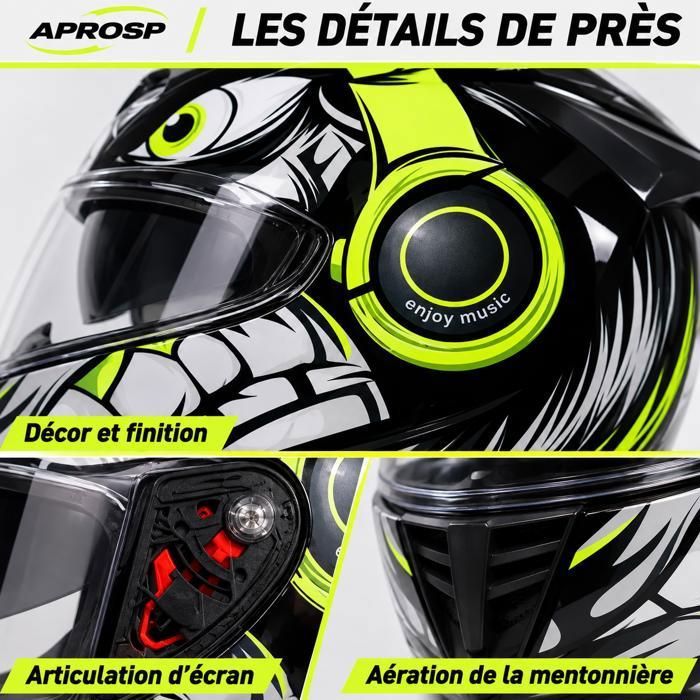 APROSP
LES DÉTAILS DE PRÈS
enjoy music
Décor et finition
Articulation d'écran
Aération de la mentonnière